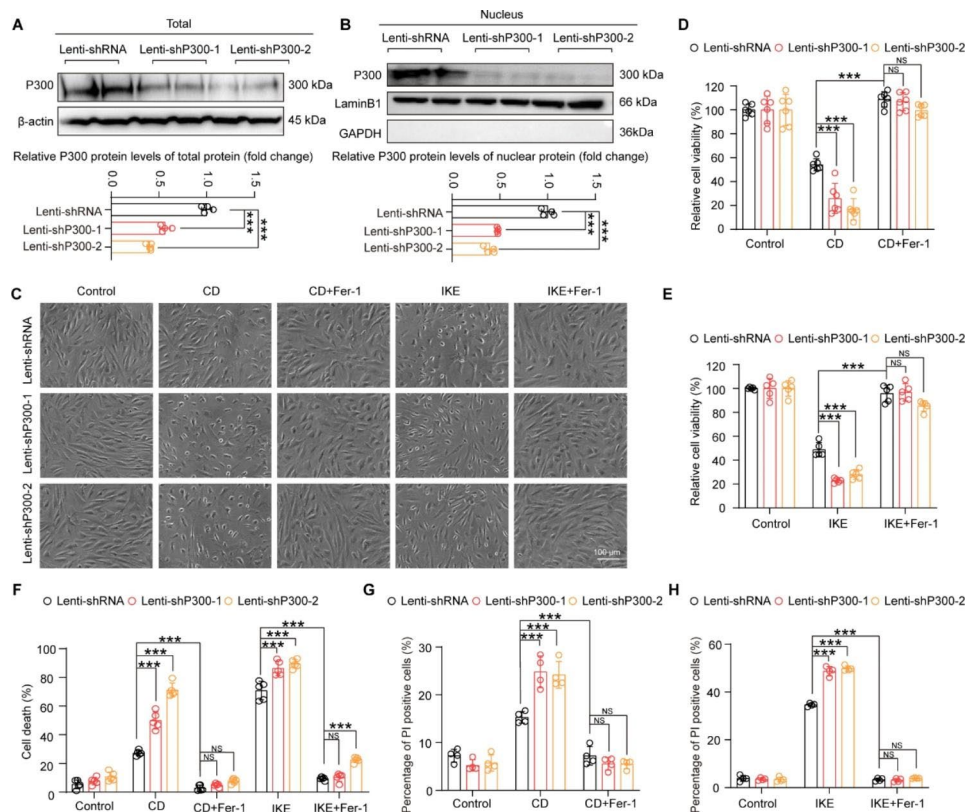 A
Total
Lenti-shRNA Lenti-shP300-1 Lenti-shP300-2
P300
300 kDa
β-actin
45 kDa
Relative P300 protein levels of total protein (fold change)
0.0 0.5 1.0 1.5
Lenti-shRNA
Lenti-shP300-1
Lenti-shP300-2
*** ***
B
Nucleus
Lenti-shRNA Lenti-shP300-1 Lenti-shP300-2
P300
300 kDa
LaminB1
66 kDa
GAPDH
36kDa
Relative P300 protein levels of nuclear protein (fold change)
0.0 0.5 1.0 1.5
Lenti-shRNA
Lenti-shP300-1
Lenti-shP300-2
*** ***
C
Control CD CD+Fer-1 IKE IKE+Fer-1
Lenti-shRNA
Lenti-shP300-1
Lenti-shP300-2
100 μm
D
Lenti-shRNA Lenti-shP300-1 Lenti-shP300-2
Relative cell viability (%)
120
100
80
60
40
20
0
NS
*** NS
***
***
Control CD CD+Fer-1
E
Lenti-shRNA Lenti-shP300-1 Lenti-shP300-2
Relative cell viability (%)
120
100
80
60
40
20
0
NS
*** NS
***
***
Control IKE IKE+Fer-1
F
Lenti-shRNA Lenti-shP300-1 Lenti-shP300-2
Cell death (%)
100
80
60
40
20
0
*** ***
*** ***
*** ***
***
NS NS
NS
Control CD CD+Fer-1 IKE IKE+Fer-1
G
Lenti-shRNA Lenti-shP300-1 Lenti-shP300-2
Percentage of PI positive cells (%)
30
20
10
0
***
***
***
NS
NS
Control CD CD+Fer-1
H
Lenti-shRNA Lenti-shP300-1 Lenti-shP300-2
Percentage of PI positive cells (%)
60
40
20
0
***
***
***
NS
NS
Control IKE IKE+Fer-1